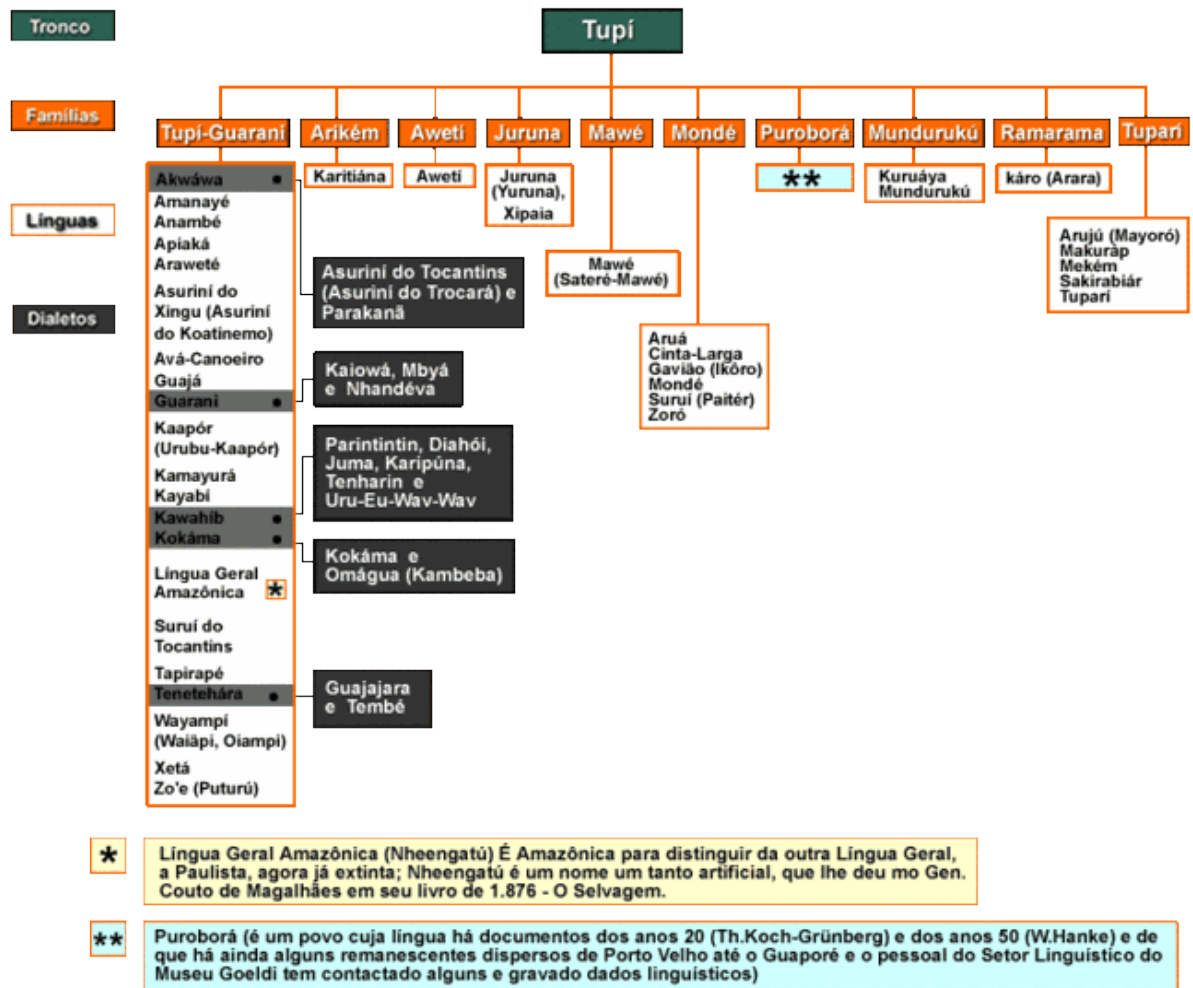 Tronco
Tupí
Famílias
Tupí-Guaraní
Arikém
Awetí
Juruna
Mawé
Mondé
Puroborá
Mundurukú
Ramarama
Tuparí
Línguas
Akwáwa
Amanayé
Anambé
Apiaká
Araweté
Asuriní do
Xingu (Asuriní
do Koatinemo)
Avá-Canoeiro
Guajá
Guarani
Kaapór
(Urubu-Kaapór)
Kamayurá
Kayabí
Kawahíb
Kokáma
Língua Geral
Amazônica *
Suruí do
Tocantins
Tapirapé
Tenetehára
Wayampí
(Waiãpi, Oiampi)
Xetá
Zo'e (Puturú)
Karitiána
Awetí
Juruna
(Yuruna),
Xipaia
Mawé
(Sateré-Mawé)
Aruá
Cinta-Larga
Gavião (Ikôro)
Mondé
Suruí (Paitér)
Zoró
**
Kuruáya
Mundurukú
káro (Arara)
Arujú (Mayoró)
Makuràp
Mekém
Sakirabiár
Tuparí
Dialetos
Asuriní do Tocantins
(Asuriní do Trocará) e
Parakanã
Kaiowá, Mbyá
e Nhandéva
Parintintin, Diahói,
Juma, Karipúna,
Tenharin e
Uru-Eu-Wav-Wav
Kokáma e
Omágua (Kambeba)
Guajajara
e Tembé
*
Língua Geral Amazônica (Nheengatú) É Amazônica para distinguir da outra Língua Geral,
a Paulista, agora já extinta; Nheengatú é um nome um tanto artificial, que lhe deu mo Gen.
Couto de Magalhães em seu livro de 1.876 - O Selvagem.
**
Puroborá (é um povo cuja língua há documentos dos anos 20 (Th.Koch-Grünberg) e dos anos 50 (W.Hanke) e de
que há ainda alguns remanescentes dispersos de Porto Velho até o Guaporé e o pessoal do Setor Linguístico do
Museu Goeldi tem contactado alguns e gravado dados linguísticos)